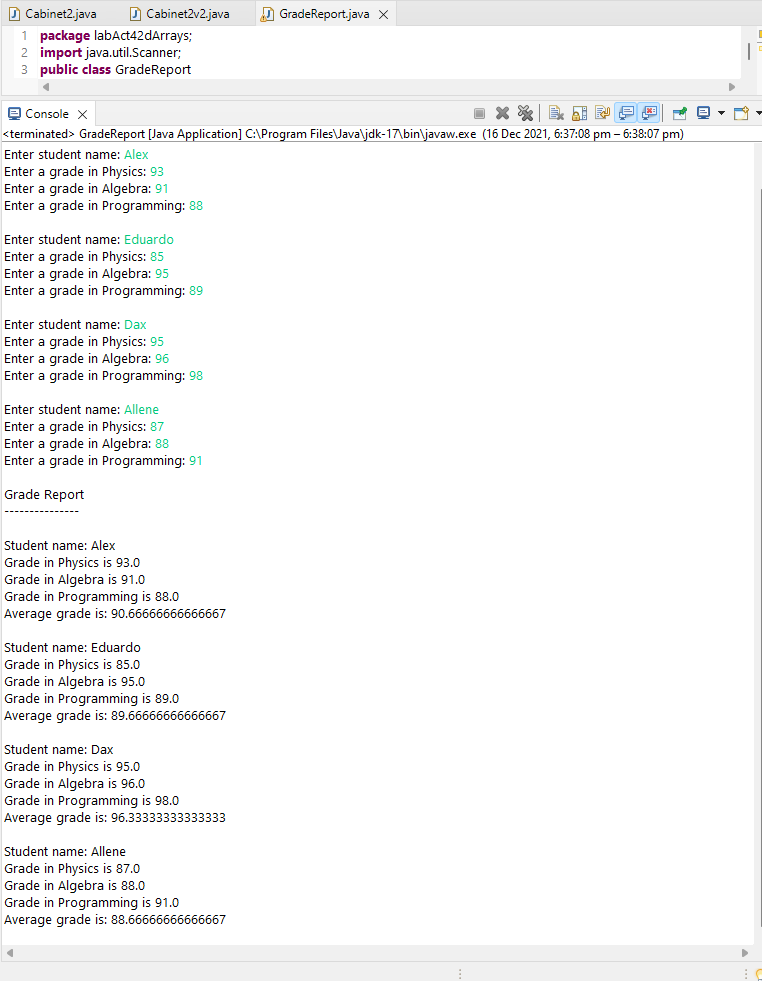 Cabinet2.java Cabinet2v2.java GradeReport.java
1 package labAct42dArrays;
2 import java.util.Scanner;
3 public class GradeReport
Console
<terminated> GradeReport [Java Application] C:\Program Files\Java\jdk-17\bin\javaw.exe (16 Dec 2021, 6:37:08 pm – 6:38:07 pm)
Enter student name: Alex
Enter a grade in Physics: 93
Enter a grade in Algebra: 91
Enter a grade in Programming: 88
Enter student name: Eduardo
Enter a grade in Physics: 85
Enter a grade in Algebra: 95
Enter a grade in Programming: 89
Enter student name: Dax
Enter a grade in Physics: 95
Enter a grade in Algebra: 96
Enter a grade in Programming: 98
Enter student name: Allene
Enter a grade in Physics: 87
Enter a grade in Algebra: 88
Enter a grade in Programming: 91
Grade Report
---------------
Student name: Alex
Grade in Physics is 93.0
Grade in Algebra is 91.0
Grade in Programming is 88.0
Average grade is: 90.66666666666667
Student name: Eduardo
Grade in Physics is 85.0
Grade in Algebra is 95.0
Grade in Programming is 89.0
Average grade is: 89.66666666666667
Student name: Dax
Grade in Physics is 95.0
Grade in Algebra is 96.0
Grade in Programming is 98.0
Average grade is: 96.33333333333333
Student name: Allene
Grade in Physics is 87.0
Grade in Algebra is 88.0
Grade in Programming is 91.0
Average grade is: 88.66666666666667